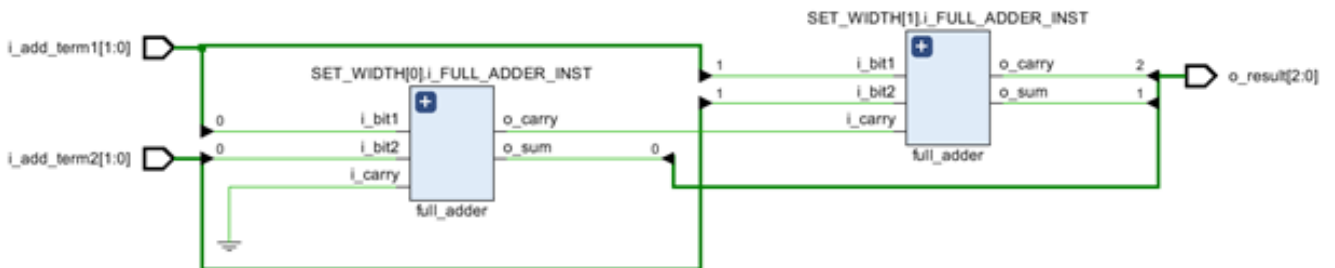 SET_WIDTH[1].i_FULL_ADDER_INST
i_add_term1[1:0]
SET_WIDTH[0].i_FULL_ADDER_INST
1
i_bit1
o_carry
2
o_result[2:0]
1
i_bit2
o_sum
1
i_carry
full_adder
0
i_bit1
o_carry
i_add_term2[1:0]
0
i_bit2
o_sum
0
i_carry
full_adder